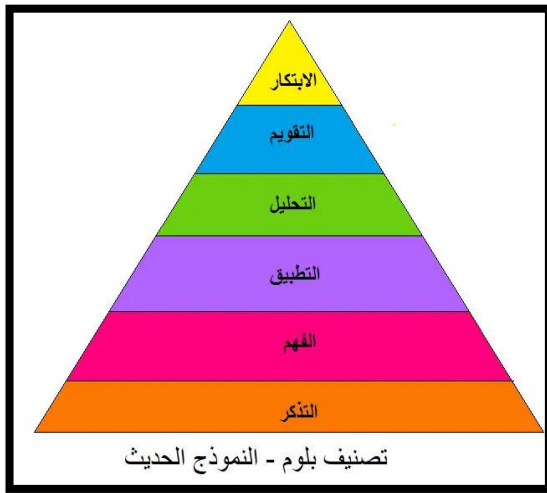 الابتكار
التقويم
التحليل
التطبيق
الفهم
التذكر
تصنيف بلوم - النموذج الحديث